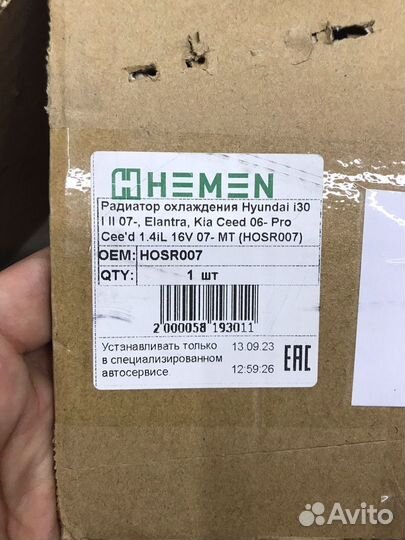 HEMEN
Радиатор охлаждения Hyundai i30
I II 07-, Elantra, Kia Ceed 06- Pro
Cee'd 1.4iL 16V 07- MT (HOSR007)
OEM: HOSR007
QTY: 1 шт
2 000058 193011
Устанавливать только
в специализированном
автосервисе.
13.09.23
12:59:26
EAC
Avito